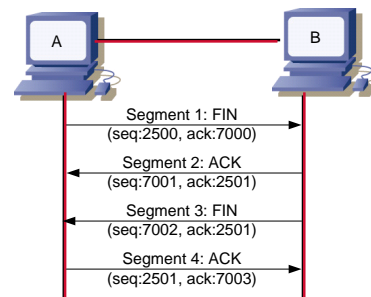 A
B
Segment 1: FIN
(seq:2500, ack:7000)
Segment 2: ACK
(seq:7001, ack:2501)
Segment 3: FIN
(seq:7002, ack:2501)
Segment 4: ACK
(seq:2501, ack:7003)